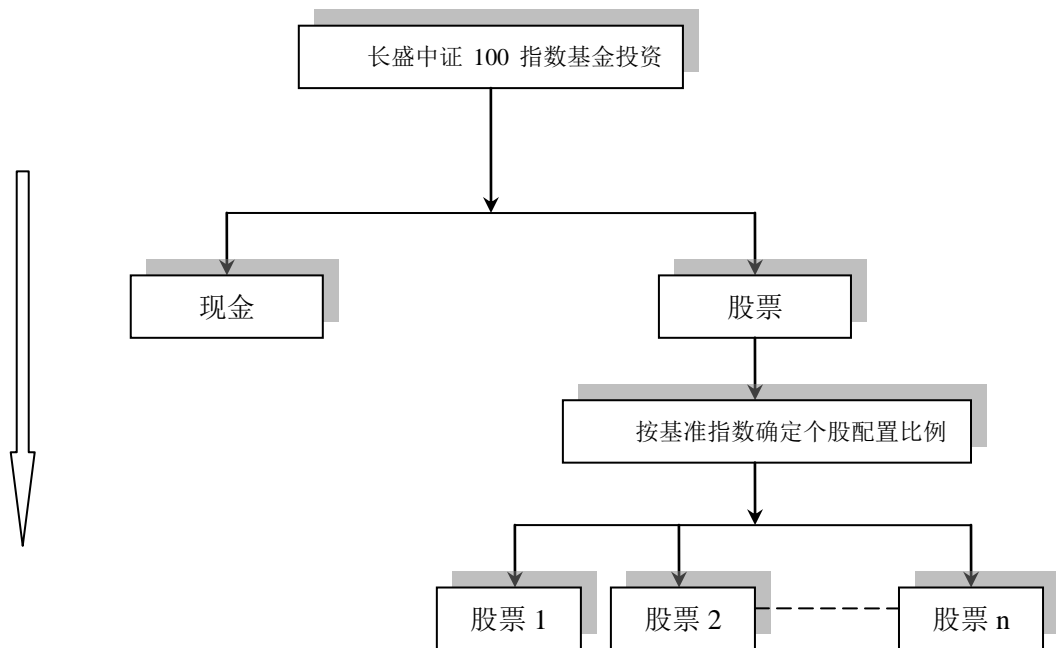 长盛中证 100 指数基金投资
现金
股票
按基准指数确定个股配置比例
股票 1
股票 2
股票 n